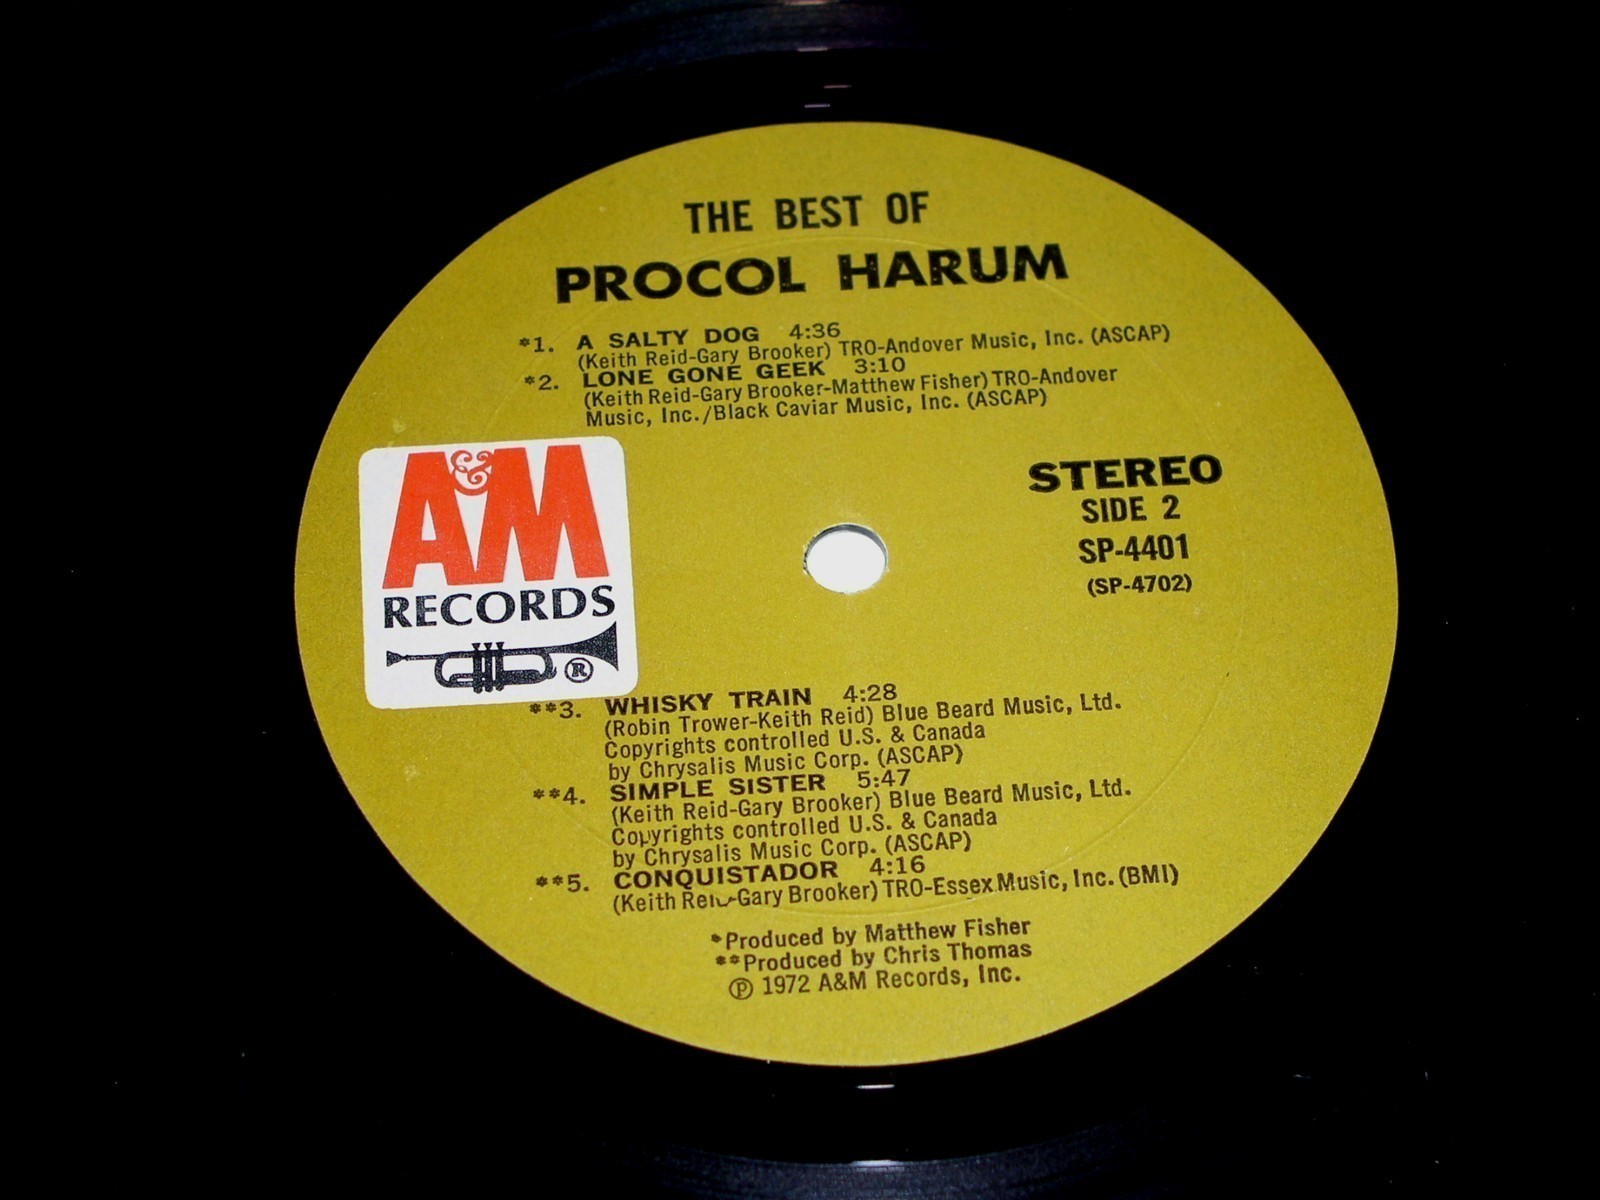 THE BEST OF
PROCOL HARUM
*1. A SALTY DOG 4:36
(Keith Reid-Gary Brooker) TRO-Andover Music, Inc. (ASCAP)
*2. LONE GONE GEEK 3:10
(Keith Reid-Gary Brooker-Matthew Fisher) TRO-Andover
Music, Inc./Black Caviar Music, Inc. (ASCAP)
A&M
RECORDS
®
STEREO
SIDE 2
SP-4401
(SP-4702)
**3. WHISKY TRAIN 4:28
(Robin Trower-Keith Reid) Blue Beard Music, Ltd.
Copyrights controlled U.S. & Canada
by Chrysalis Music Corp. (ASCAP)
**4. SIMPLE SISTER 5:47
(Keith Reid-Gary Brooker) Blue Beard Music, Ltd.
Copyrights controlled U.S. & Canada
by Chrysalis Music Corp. (ASCAP)
**5. CONQUISTADOR 4:16
(Keith Reid-Gary Brooker) TRO-Essex Music, Inc. (BMI)
*Produced by Matthew Fisher
**Produced by Chris Thomas
℗ 1972 A&M Records, Inc.